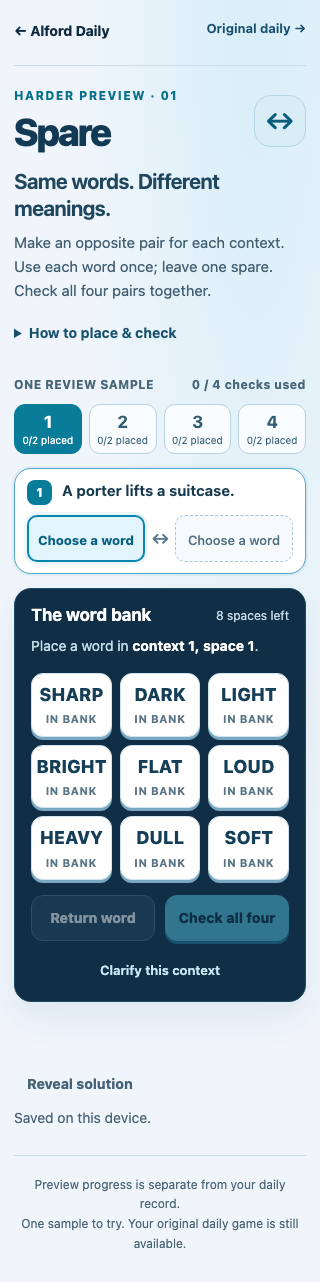 ← Alford Daily
Original daily →
HARDER PREVIEW · 01
Spare
Same words. Different
meanings.
Make an opposite pair for each context.
Use each word once; leave one spare.
Check all four pairs together.
How to place & check
ONE REVIEW SAMPLE
0 / 4 checks used
1
0/2 placed
2
0/2 placed
3
0/2 placed
4
0/2 placed
1 A porter lifts a suitcase.
Choose a word ↔ Choose a word
The word bank
8 spaces left
Place a word in context 1, space 1.
SHARP
IN BANK
DARK
IN BANK
LIGHT
IN BANK
BRIGHT
IN BANK
FLAT
IN BANK
LOUD
IN BANK
HEAVY
IN BANK
DULL
IN BANK
SOFT
IN BANK
Return word
Check all four
Clarify this context
Reveal solution
Saved on this device.
Preview progress is separate from your daily
record.
One sample to try. Your original daily game is still
available.